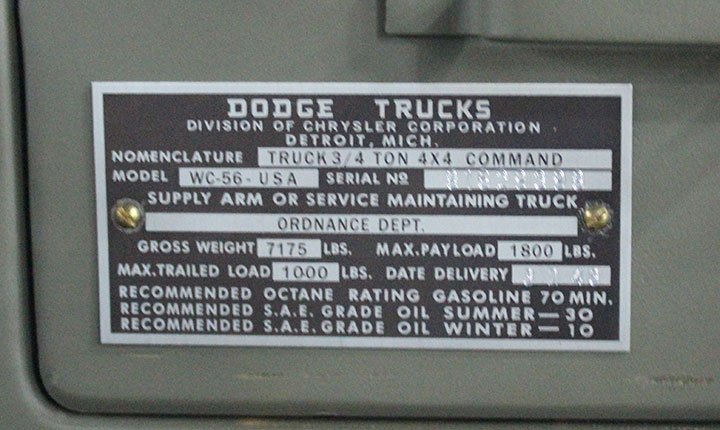 DODGE TRUCKS
DIVISION OF CHRYSLER CORPORATION
DETROIT, MICH.
NOMENCLATURE TRUCK 3/4 TON 4X4 COMMAND
MODEL WC-56-USA SERIAL Nº
SUPPLY ARM OR SERVICE MAINTAINING TRUCK
ORDNANCE DEPT.
GROSS WEIGHT 7175 LBS. MAX. PAYLOAD 1800 LBS.
MAX. TRAILED LOAD 1000 LBS. DATE DELIVERY
RECOMMENDED OCTANE RATING GASOLINE 70 MIN.
RECOMMENDED S.A.E. GRADE OIL SUMMER—30
RECOMMENDED S.A.E. GRADE OIL WINTER—10